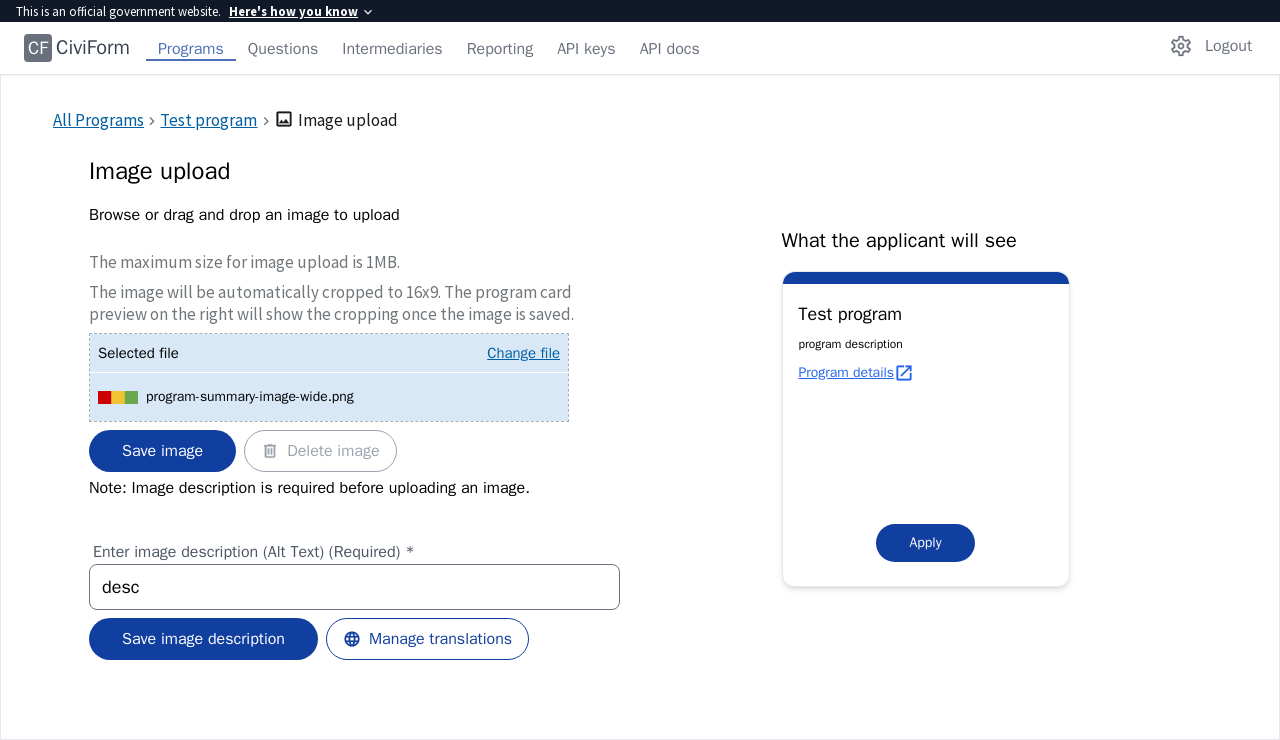 This is an official government website. Here's how you know
CF CiviForm Programs Questions Intermediaries Reporting API keys API docs Logout
All Programs › Test program › Image upload
Image upload
Browse or drag and drop an image to upload
The maximum size for image upload is 1MB.
The image will be automatically cropped to 16x9. The program card
preview on the right will show the cropping once the image is saved.
Selected file Change file
program-summary-image-wide.png
Save image Delete image
Note: Image description is required before uploading an image.
Enter image description (Alt Text) (Required) *
desc
Save image description Manage translations
What the applicant will see
Test program
program description
Program details
Apply